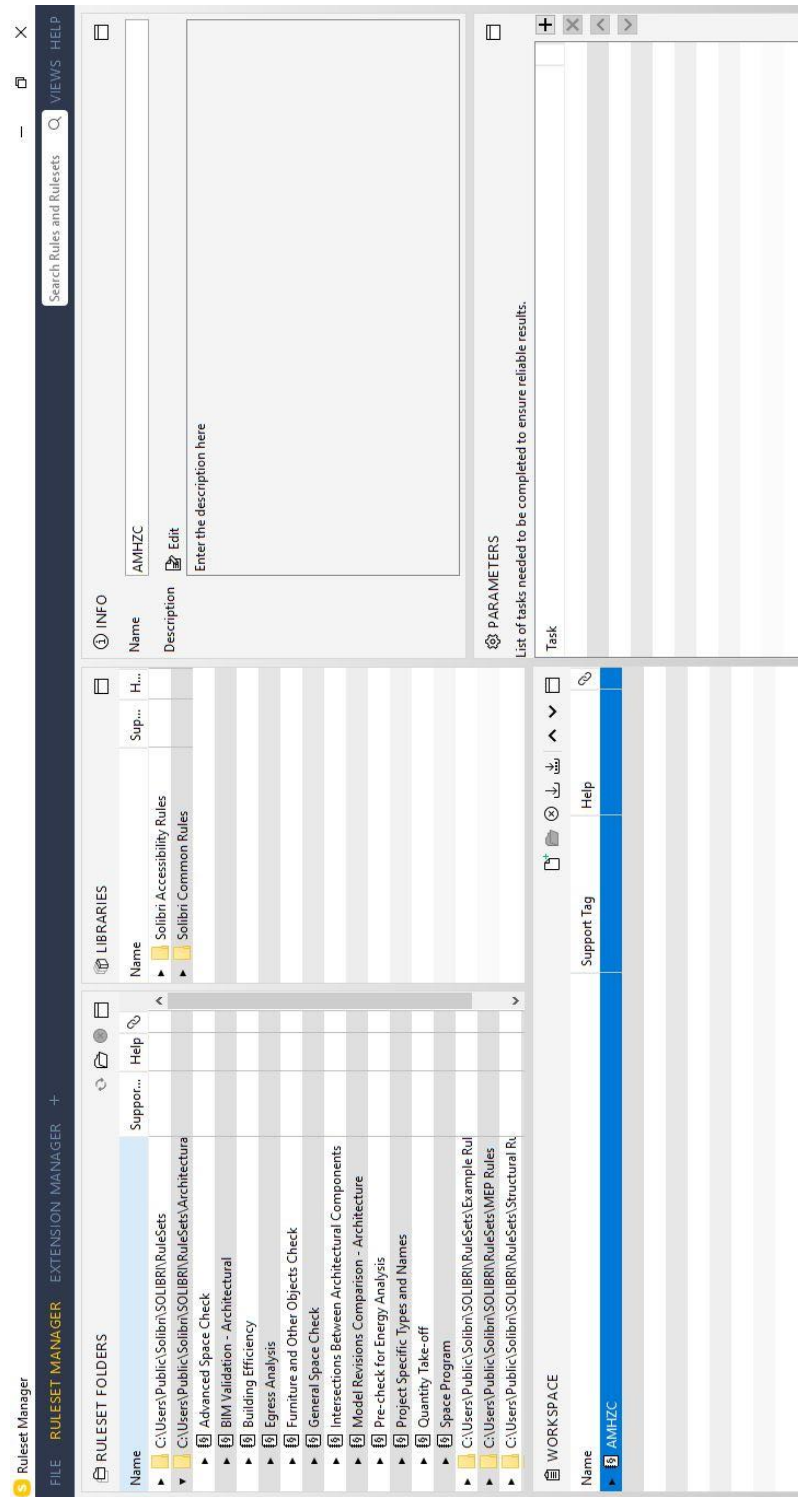 Ruleset Manager
FILE RULESET MANAGER EXTENSION MANAGER + Search Rules and Rulesets VIEWS HELP
RULESET FOLDERS
Name Suppor... Help
C:\Users\Public\Solibri\SOLIBRI\RuleSets
C:\Users\Public\Solibri\SOLIBRI\RuleSets\Architectura
Advanced Space Check
BIM Validation - Architectural
Building Efficiency
Egress Analysis
Furniture and Other Objects Check
General Space Check
Intersections Between Architectural Components
Model Revisions Comparison - Architecture
Pre-check for Energy Analysis
Project Specific Types and Names
Quantity Take-off
Space Program
C:\Users\Public\Solibri\SOLIBRI\RuleSets\Example Rul
C:\Users\Public\Solibri\SOLIBRI\RuleSets\MEP Rules
C:\Users\Public\Solibri\SOLIBRI\RuleSets\Structural Ru
LIBRARIES
Name Sup... H...
Solibri Accessibility Rules
Solibri Common Rules
INFO
Name AMHZC
Description Edit
Enter the description here
PARAMETERS
List of tasks needed to be completed to ensure reliable results.
Task
WORKSPACE
Name Support Tag Help
AMHZC